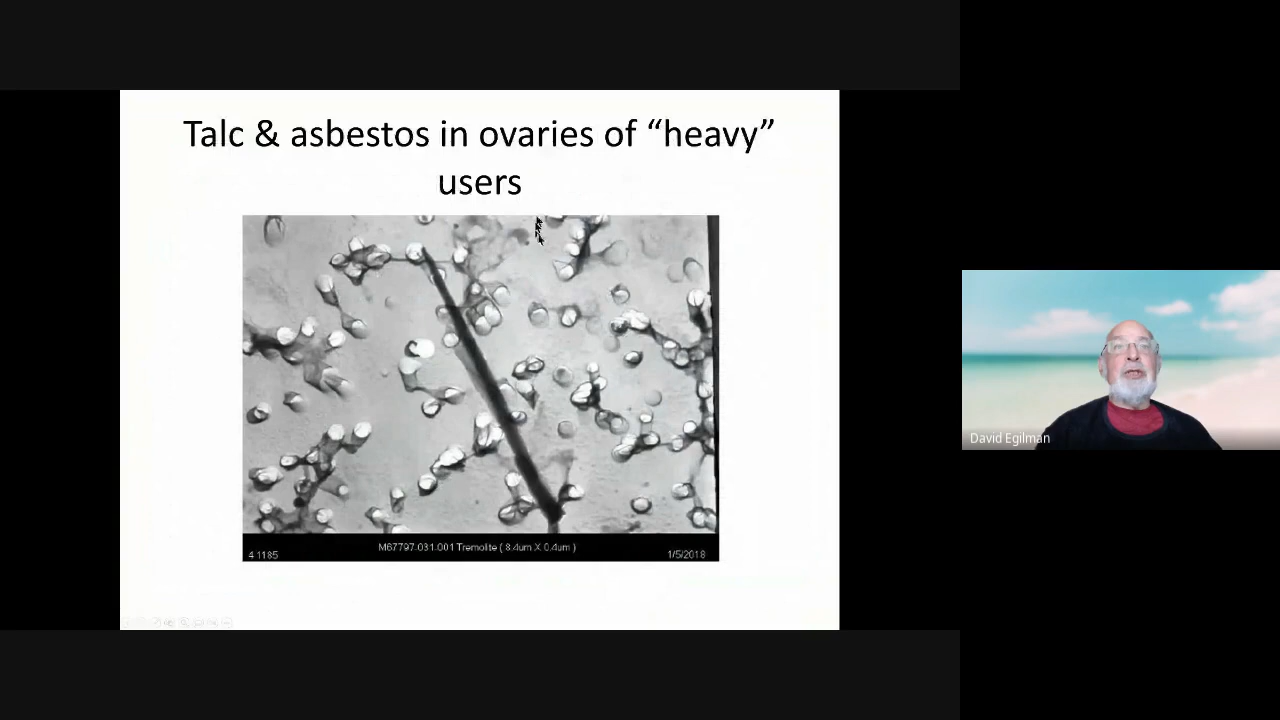 Talc & asbestos in ovaries of “heavy”
users
M67797.031.001 Tremolite ( 8.4um X 0.4um )
4 1185
1/5/2018
David Egilman